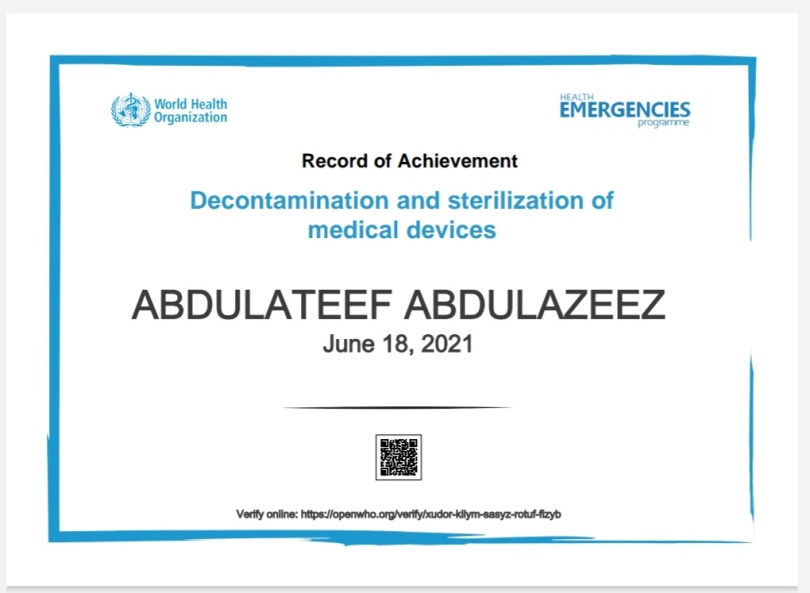 World Health
Organization
HEALTH
EMERGENCIES
programme
Record of Achievement
Decontamination and sterilization of
medical devices
ABDULATEEF ABDULAZEEZ
June 18, 2021
Verify online: https://openwho.org/verify/xudor-kilym-sasyz-rotuf-fizyb